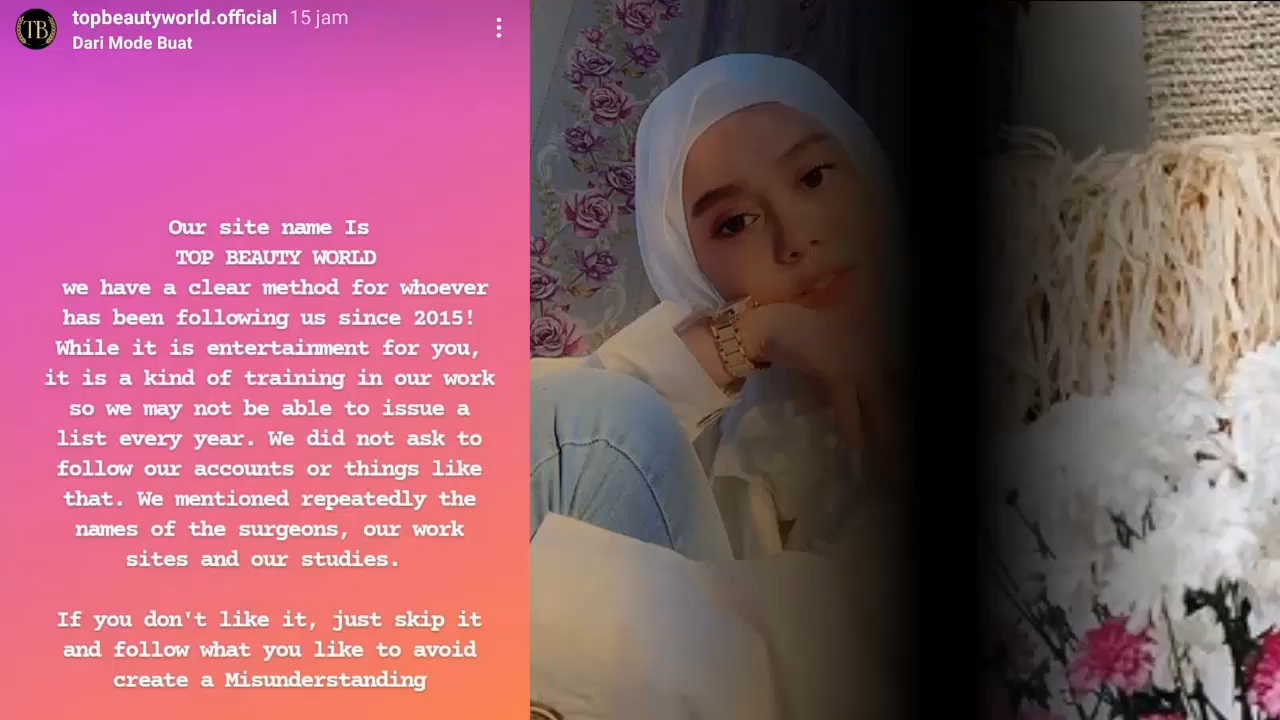 TB
topbeautyworld.official 15 jam
Dari Mode Buat
Our site name Is
TOP BEAUTY WORLD
we have a clear method for whoever
has been following us since 2015!
While it is entertainment for you,
it is a kind of training in our work
so we may not be able to issue a
list every year. We did not ask to
follow our accounts or things like
that. We mentioned repeatedly the
names of the surgeons, our work
sites and our studies.
If you don't like it, just skip it
and follow what you like to avoid
create a Misunderstanding